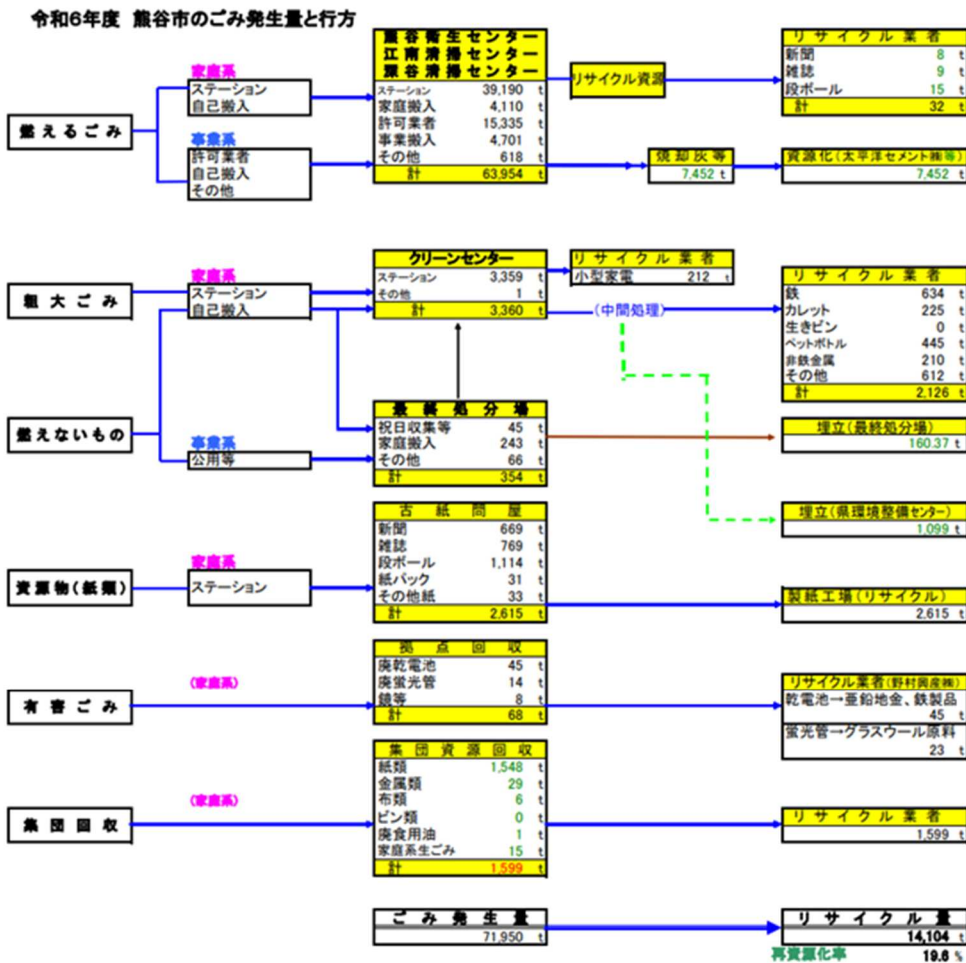 令和6年度 熊谷市のごみ発生量と行方
燃えるごみ
家庭系
ステーション
自己搬入
事業系
許可業者
自己搬入
その他
熊谷衛生センター
江南清掃センター
深谷清掃センター
ステーション 39,190 t
家庭搬入 4,110 t
許可業者 15,335 t
事業搬入 4,701 t
その他 618 t
計 63,954 t
リサイクル資源
リサイクル業者
新聞 8 t
雑誌 9 t
段ボール 15 t
計 32 t
焼却灰等
7,452 t
資源化(太平洋セメント㈱等)
7,452 t
粗大ごみ
燃えないもの
家庭系
ステーション
自己搬入
事業系
公用等
クリーンセンター
ステーション 3,359 t
その他 1 t
計 3,360 t
リサイクル業者
小型家電 212 t
(中間処理)
リサイクル業者
鉄 634 t
カレット 225 t
生きビン 0 t
ペットボトル 445 t
非鉄金属 210 t
その他 612 t
計 2,126 t
最終処分場
祝日収集等 45 t
家庭搬入 243 t
その他 66 t
計 354 t
埋立(最終処分場)
160.37 t
埋立(県環境整備センター)
1,099 t
資源物(紙類)
家庭系
ステーション
古紙問屋
新聞 669 t
雑誌 769 t
段ボール 1,114 t
紙パック 31 t
その他紙 33 t
計 2,615 t
製紙工場(リサイクル)
2,615 t
有害ごみ
(家庭系)
拠点回収
廃乾電池 45 t
廃蛍光管 14 t
鏡等 8 t
計 68 t
リサイクル業者(野村興産㈱)
乾電池→亜鉛地金、鉄製品
45 t
蛍光管→グラスウール原料
23 t
集団回収
(家庭系)
集団資源回収
紙類 1,548 t
金属類 29 t
布類 6 t
ビン類 0 t
廃食用油 1 t
家庭系生ごみ 15 t
計 1,599 t
リサイクル業者
1,599 t
ごみ発生量
71,950 t
リサイクル量
14,104 t
再資源化率 19.6 %